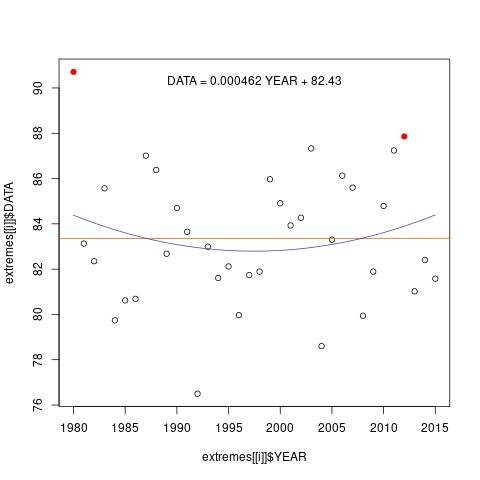 DATA = 0.000462 YEAR + 82.43
90
88
86
84
82
80
78
76
extremes[[i]]$DATA
1980 1985 1990 1995 2000 2005 2010 2015
extremes[[i]]$YEAR